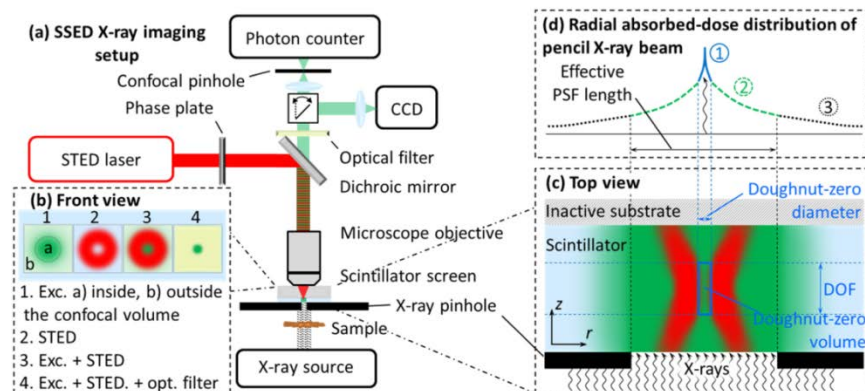 (a) SSED X-ray imaging
setup
Photon counter
Confocal pinhole
Phase plate
CCD
STED laser
Optical filter
Dichroic mirror
Microscope objective
Scintillator screen
X-ray pinhole
Sample
X-ray source
(b) Front view
1 2 3 4
a
b
1. Exc. a) inside, b) outside
the confocal volume
2. STED
3. Exc. + STED
4. Exc. + STED. + opt. filter
(d) Radial absorbed-dose distribution of
pencil X-ray beam
1
Effective
PSF length
2
3
(c) Top view
Doughnut-zero
diameter
Inactive substrate
Scintillator
DOF
z
r
Doughnut-zero
volume
X-rays